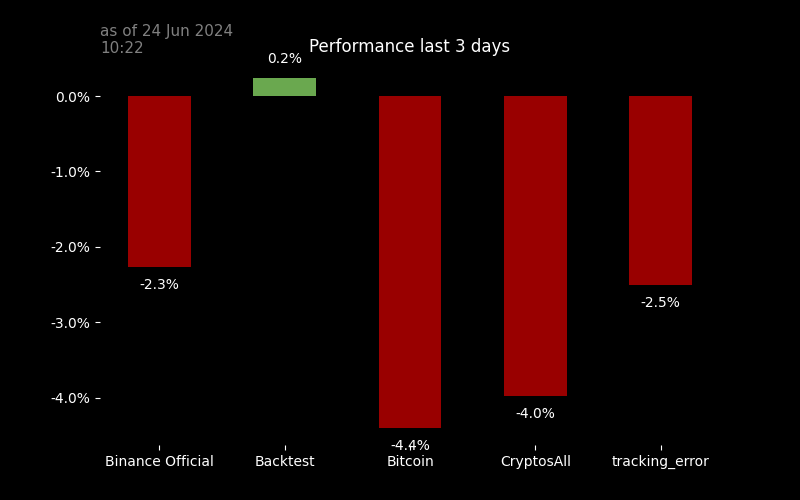 as of 24 Jun 2024
10:22
Performance last 3 days
0.2%
0.0%
-1.0%
-2.0%
-2.3%
-2.5%
-3.0%
-4.0%
-4.0%
-4.4%
Binance Official
Backtest
Bitcoin
CryptosAll
tracking_error